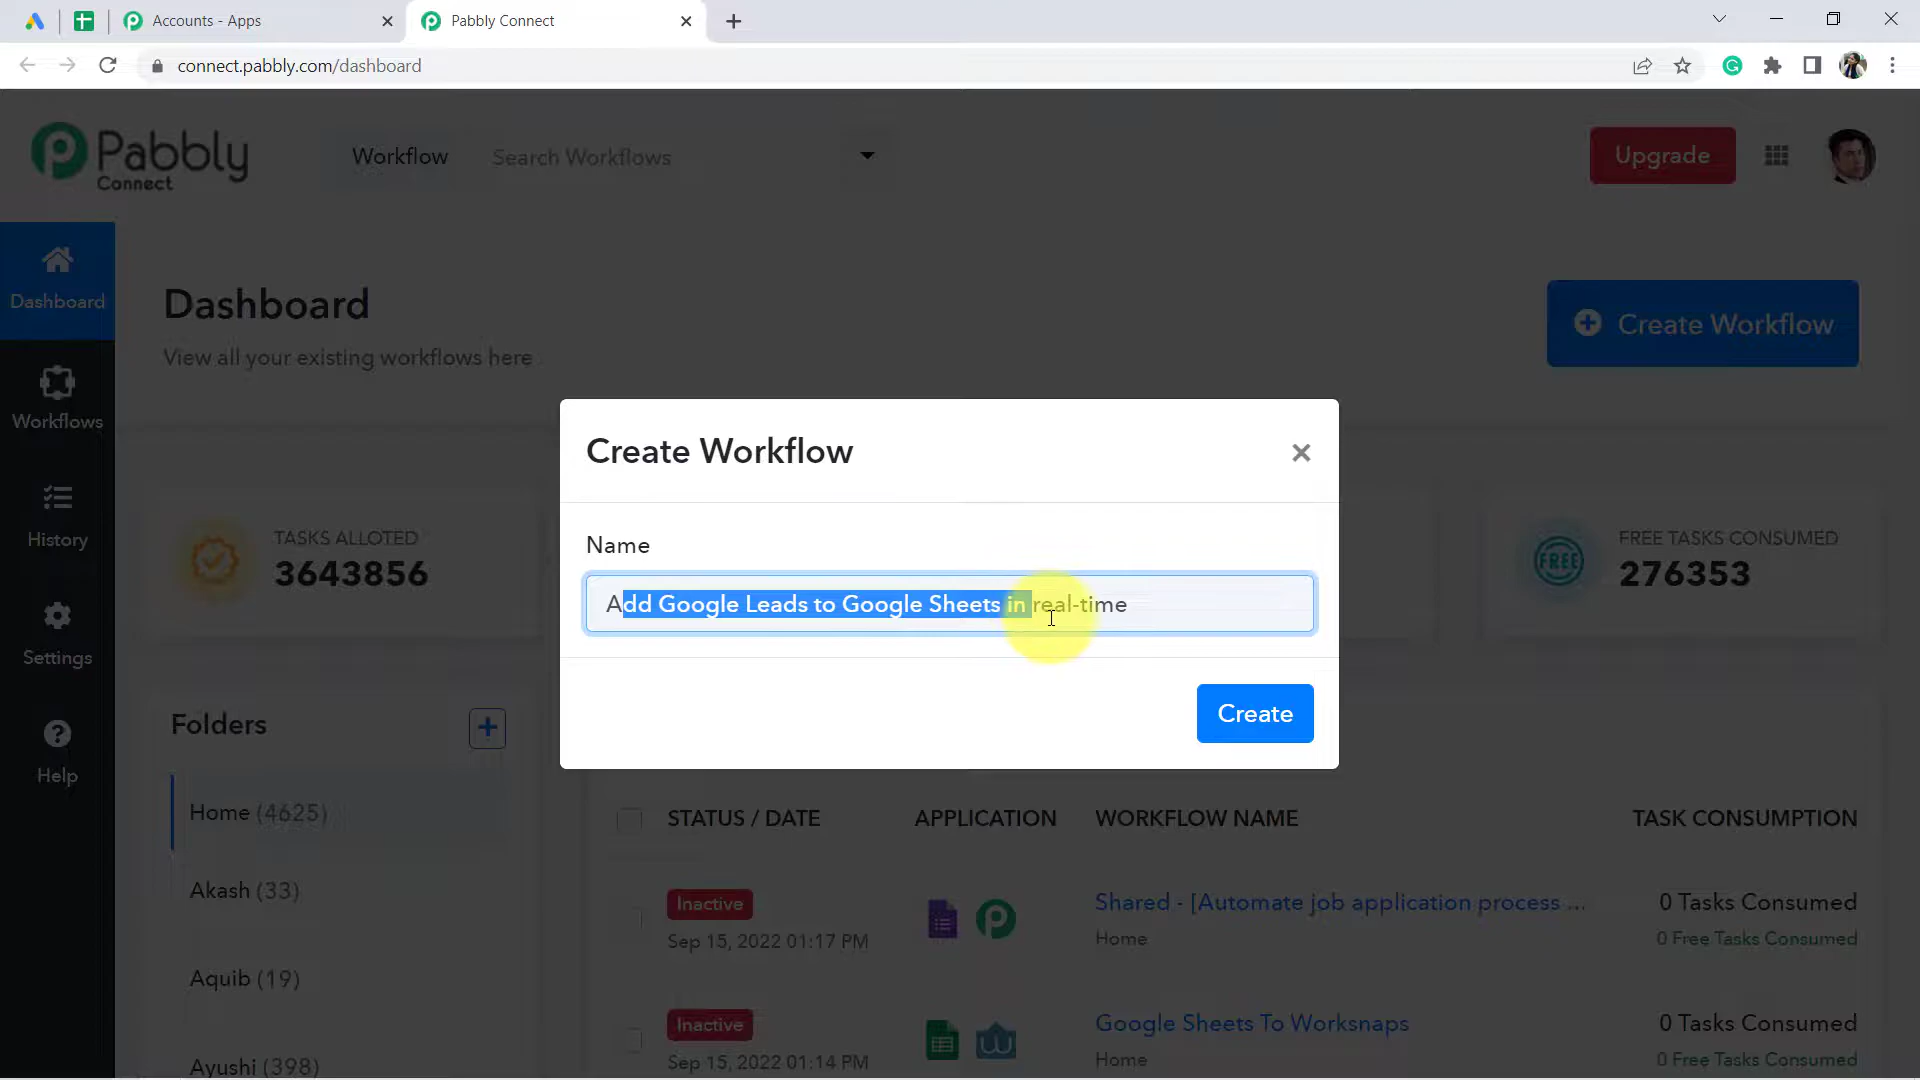 Accounts - Apps
Pabbly Connect
connect.pabbly.com/dashboard
Pabbly
Connect
Workflow
Search Workflows
Upgrade
Dashboard
Workflows
History
Settings
Help
Dashboard
View all your existing workflows here
Create Workflow
TASKS ALLOTED
3643856
FREE
FREE TASKS CONSUMED
276353
Create Workflow
×
Name
Add Google Leads to Google Sheets in real-time
Create
Folders
Home (4625)
Akash (33)
Aquib (19)
Ayushi (398)
STATUS / DATE APPLICATION WORKFLOW NAME TASK CONSUMPTION
Inactive
Sep 15, 2022 01:17 PM
Shared - [Automate job application process ...
Home
0 Tasks Consumed
0 Free Tasks Consumed
Inactive
Sep 15, 2022 01:14 PM
Google Sheets To Worksnaps
Home
0 Tasks Consumed
0 Free Tasks Consumed